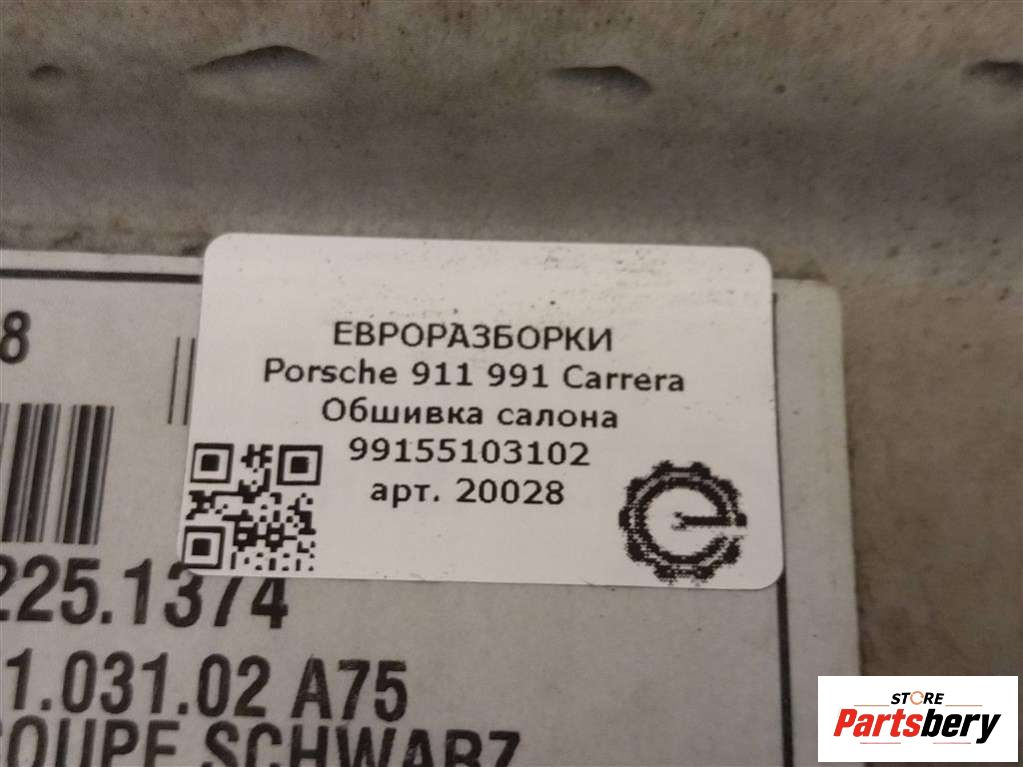 8
ЕВРОРАЗБОРКИ
Porsche 911 991 Carrera
Обшивка салона
99155103102
арт. 20028
225.1374
1.031.02 A75
COUPE SCHWARZ
STORE
Partsbery